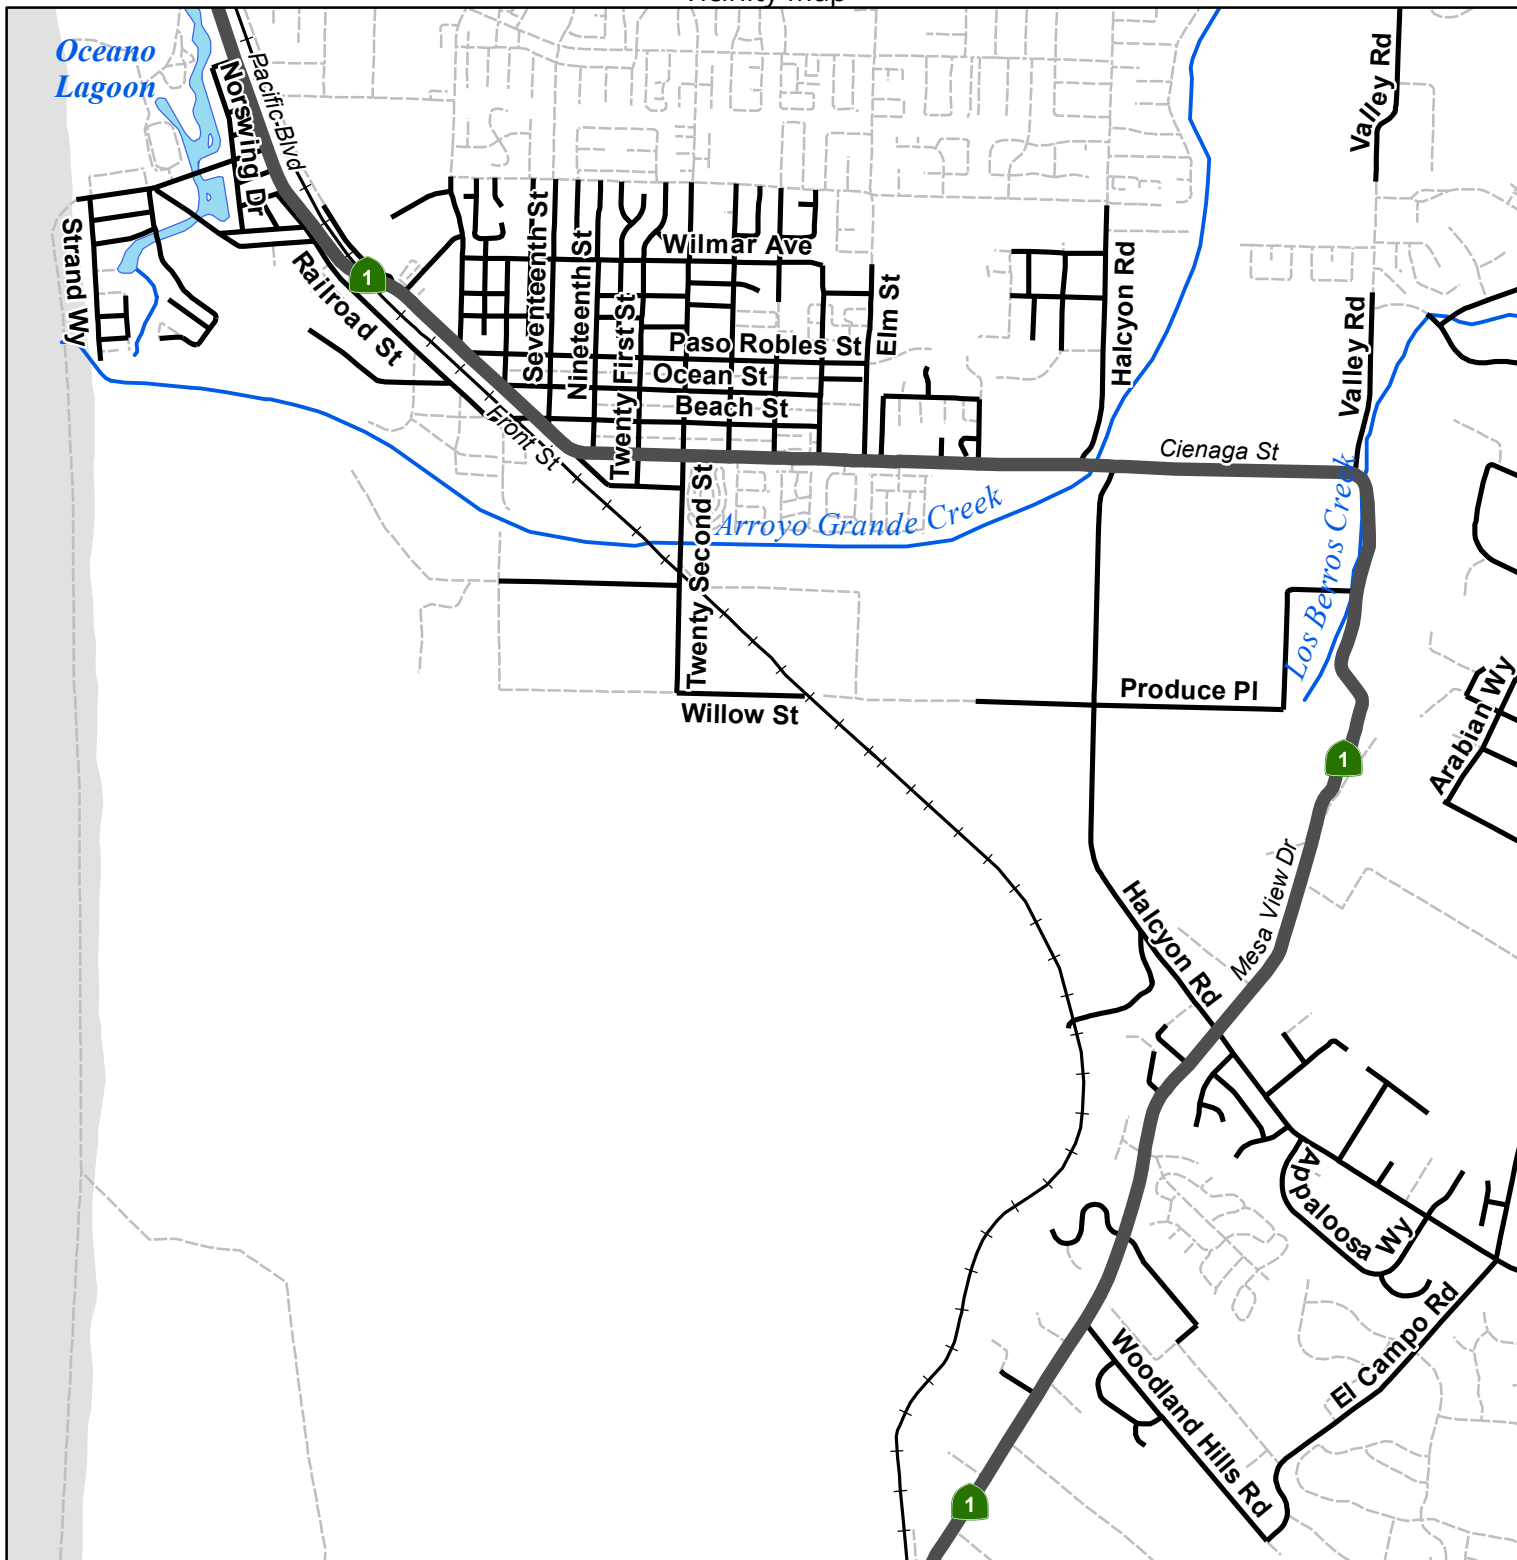 Vicinity Map
Oceano
Lagoon
Pacific Blvd
Norswing Dr
Valley Rd
Strand Wy
Railroad St
1
Seventeenth St
Nineteenth St
Twenty First St
Wilmar Ave
Elm St
Halcyon Rd
Paso Robles St
Ocean St
Beach St
Valley Rd
Front St
Cienaga St
Twenty Second St
Arroyo Grande Creek
Los Berros Creek
Produce Pl
Willow St
Arabian Wy
1
Mesa View Dr
Halcyon Rd
Appaloosa Wy
El Campo Rd
Woodland Hills Rd
1